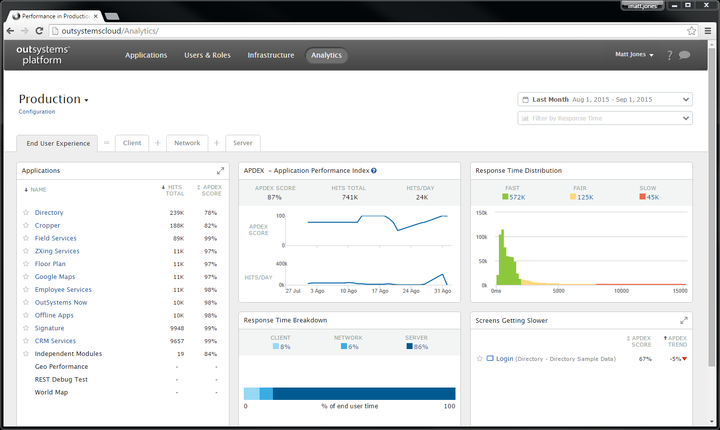 Performance in Production
matt.jones
outsystemscloud/Analytics/
outsystems®
platform
Applications
Users & Roles
Infrastructure
Analytics
Matt Jones
?
Production
Configuration
Last Month Aug 1, 2015 - Sep 1, 2015
Filter by Response Time
End User Experience = Client + Network + Server
Applications
NAME
HITS TOTAL
APDEX SCORE
Directory 239K 78%
Cropper 188K 82%
Field Services 89K 99%
ZXing Services 11K 97%
Floor Plan 11K 97%
Google Maps 11K 97%
Employee Services 11K 98%
OutSystems Now 10K 98%
Offline Apps 10K 98%
Signature 9948 99%
CRM Services 9657 99%
Independent Modules 19 84%
Geo Performance - -
REST Debug Test - -
World Map - -
APDEX - Application Performance Index ?
APDEX SCORE HITS TOTAL HITS/DAY
87% 741K 24K
100
APDEX
SCORE
0
400k
HITS/DAY
0k
27 Jul 3 Ago 10 Ago 17 Ago 24 Ago 31 Ago
Response Time Distribution
FAST FAIR SLOW
572K 125K 45K
150k
100k
50k
0k
0ms 5000 10000 15000
Response Time Breakdown
CLIENT NETWORK SERVER
8% 6% 86%
0 % of end user time 100
Screens Getting Slower
APDEX SCORE
APDEX TREND
Login (Directory - Directory Sample Data) 67% -5%